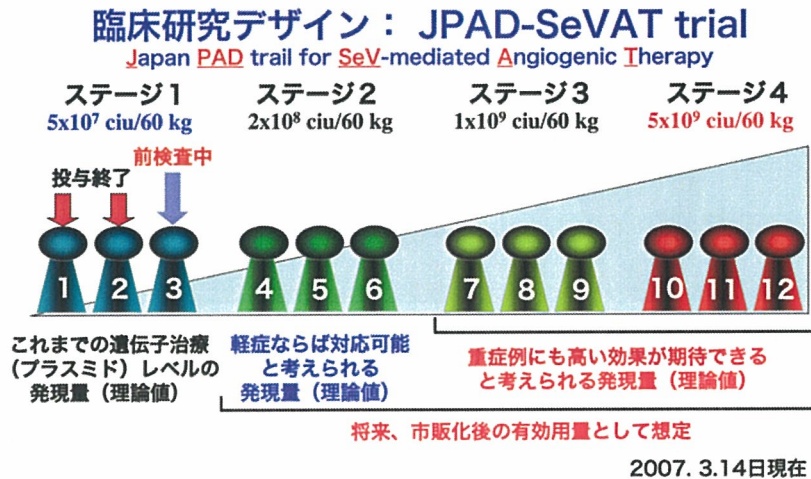 臨床研究デザイン： JPAD-SeVAT trial
Japan PAD trail for SeV-mediated Angiogenic Therapy
ステージ1 ステージ2 ステージ3 ステージ4
5x10⁷ ciu/60 kg 2x10⁸ ciu/60 kg 1x10⁹ ciu/60 kg 5x10⁹ ciu/60 kg
前検査中
投与終了
1 2 3 4 5 6 7 8 9 10 11 12
これまでの遺伝子治療
（プラスミド）レベルの
発現量（理論値）
軽症ならば対応可能
と考えられる
発現量（理論値）
重症例にも高い効果が期待できる
と考えられる発現量（理論値）
将来、市販化後の有効用量として想定
2007. 3.14日現在